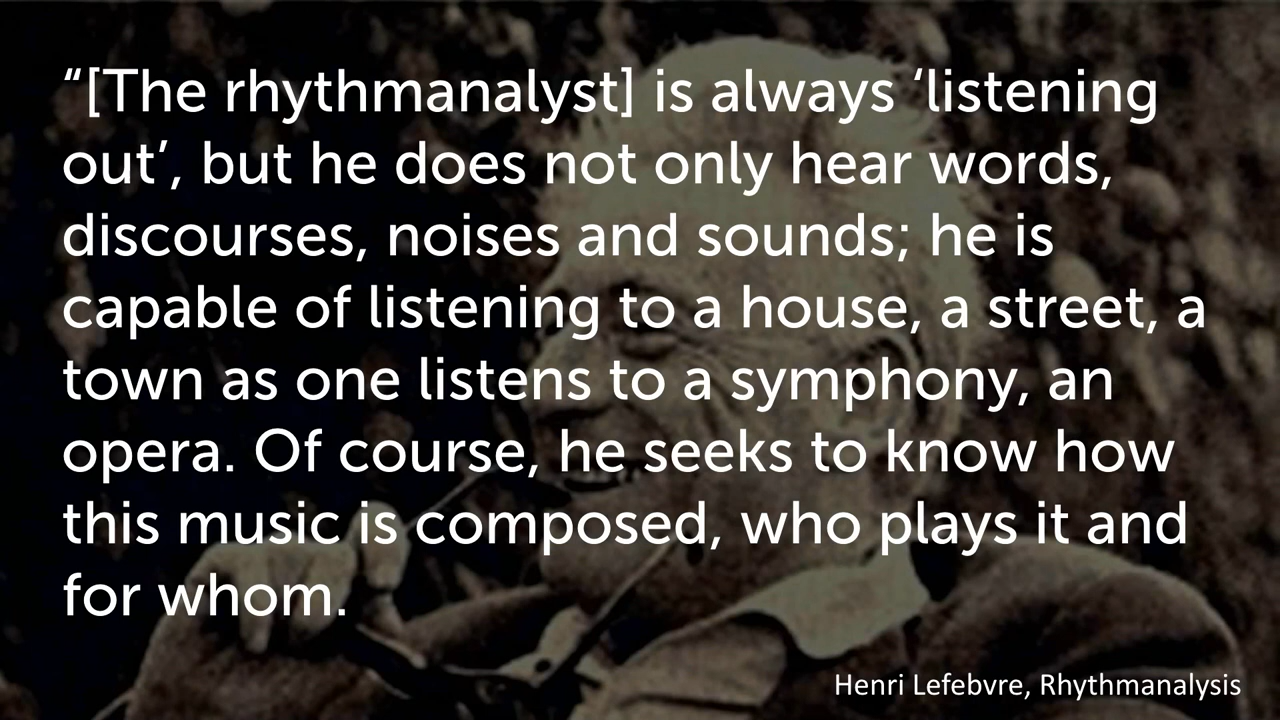 “[The rhythmanalyst] is always ‘listening
out’, but he does not only hear words,
discourses, noises and sounds; he is
capable of listening to a house, a street, a
town as one listens to a symphony, an
opera. Of course, he seeks to know how
this music is composed, who plays it and
for whom.
Henri Lefebvre, Rhythmanalysis